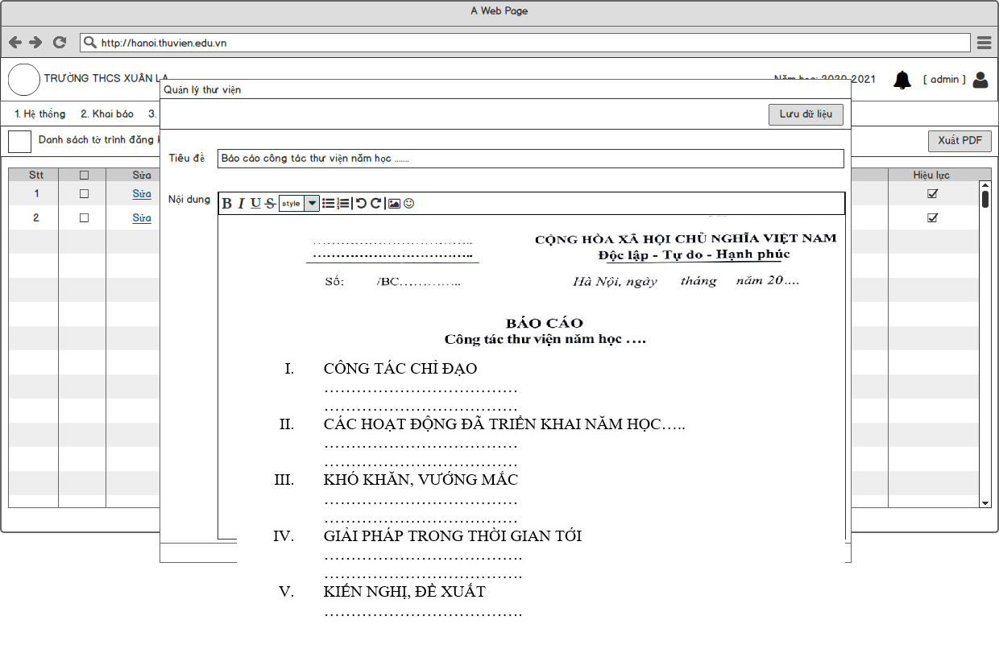 A Web Page
http://hanoi.thuvien.edu.vn
TRƯỜNG THCS XUÂN LA
Năm học: 2020-2021
[ admin ]
Quản lý thư viện
1. Hệ thống 2. Khai báo 3.
Lưu dữ liệu
Danh sách tờ trình đăng
Xuất PDF
Tiêu đề
Báo cáo công tác thư viện năm học .......
Stt Sửa Hiệu lực
1 Sửa
2 Sửa
Nội dung
B I U S style
CỘNG HÒA XÃ HỘI CHỦ NGHĨA VIỆT NAM
Độc lập - Tự do - Hạnh phúc
Số: /BC…………..
Hà Nội, ngày tháng năm 20….
BÁO CÁO
Công tác thư viện năm học ….
I. CÔNG TÁC CHỈ ĐẠO
………………………………
………………………………
II. CÁC HOẠT ĐỘNG ĐÃ TRIỂN KHAI NĂM HỌC…..
………………………………
………………………………
III. KHÓ KHĂN, VƯỚNG MẮC
………………………………
………………………………
IV. GIẢI PHÁP TRONG THỜI GIAN TỚI
………………………………
………………………………
V. KIẾN NGHỊ, ĐỀ XUẤT
………………………………